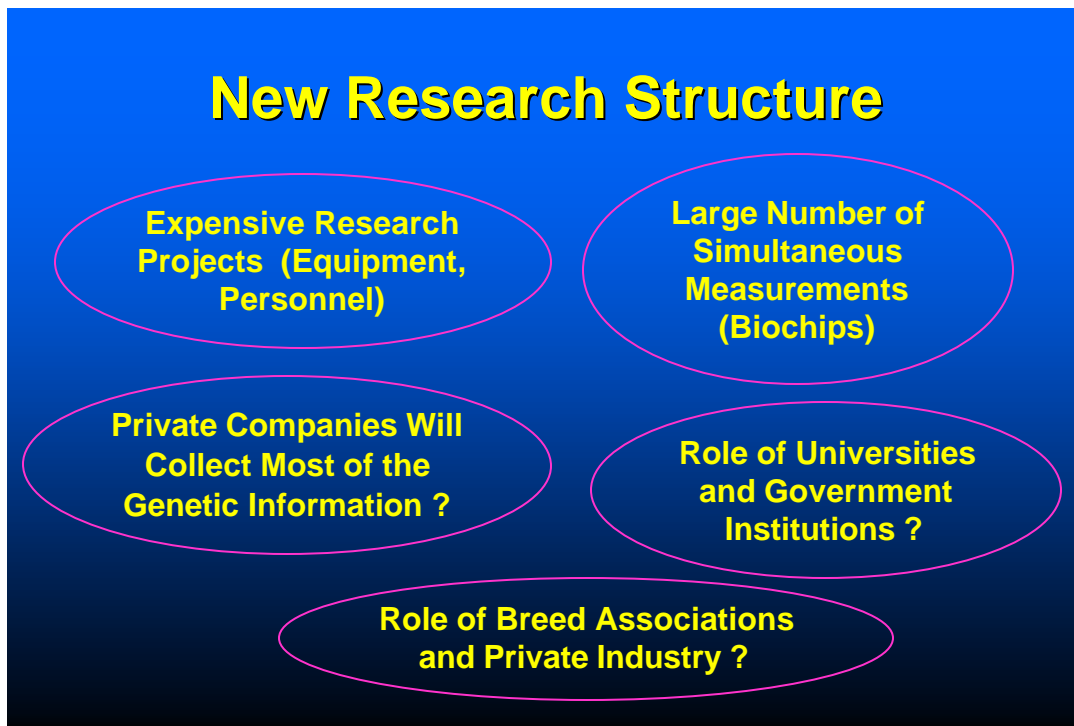 New Research Structure
Expensive Research
Projects (Equipment,
Personnel)
Large Number of
Simultaneous
Measurements
(Biochips)
Private Companies Will
Collect Most of the
Genetic Information ?
Role of Universities
and Government
Institutions ?
Role of Breed Associations
and Private Industry ?